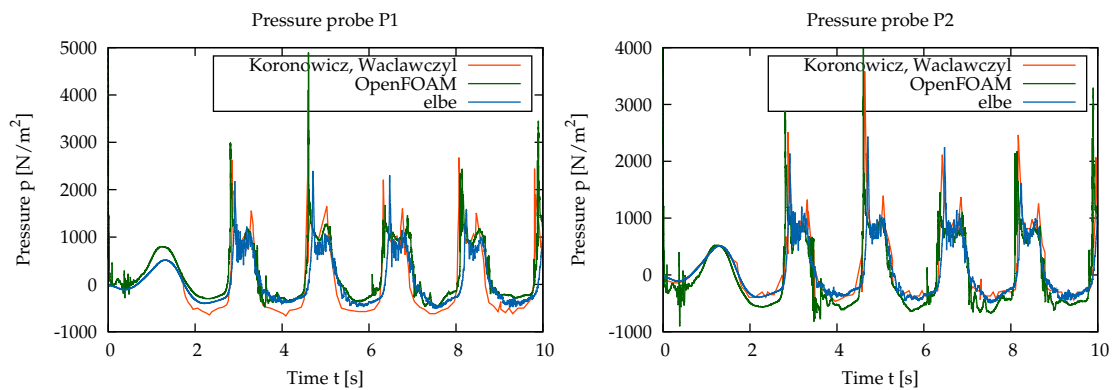 Pressure probe P1
5000
4000
3000
2000
1000
0
-1000
Pressure p [N/m²]
Koronowicz, Waclawczyl
OpenFOAM
elbe
0 2 4 6 8 10
Time t [s]
Pressure probe P2
4000
3000
2000
1000
0
-1000
Pressure p [N/m²]
Koronowicz, Waclawczyl
OpenFOAM
elbe
0 2 4 6 8 10
Time t [s]